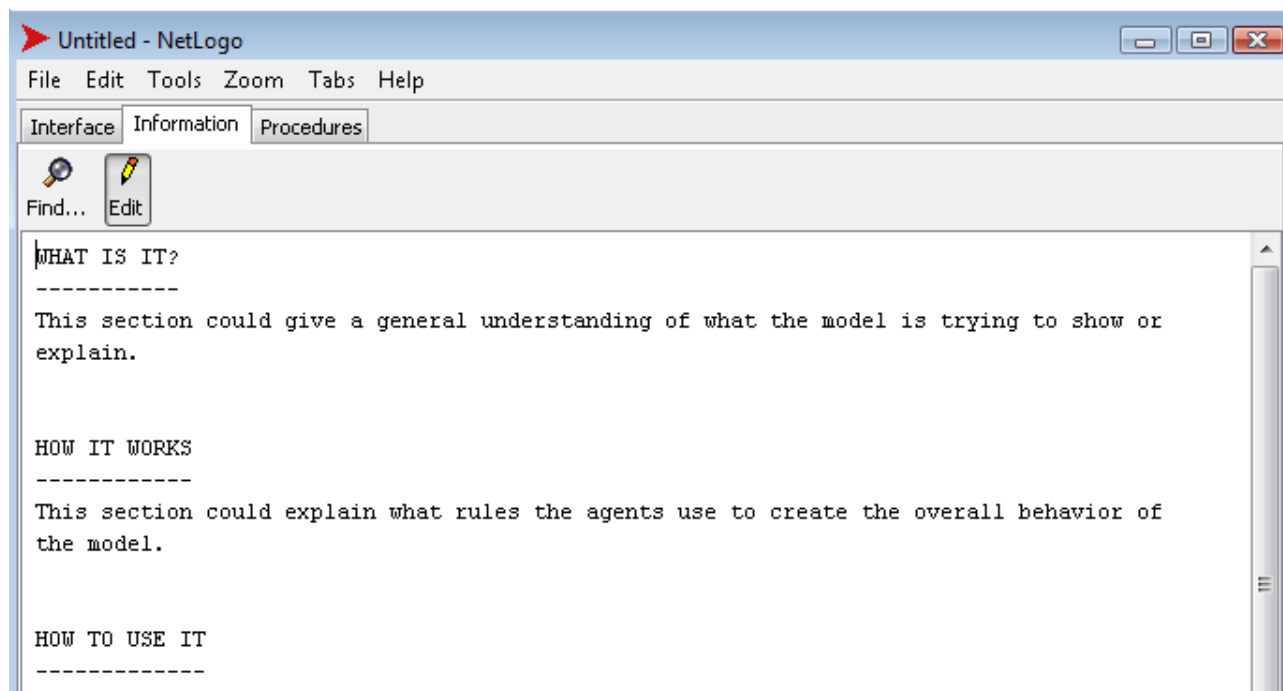 Untitled - NetLogo
File Edit Tools Zoom Tabs Help
Interface Information Procedures
Find... Edit
WHAT IS IT?
-----------
This section could give a general understanding of what the model is trying to show or
explain.
HOW IT WORKS
------------
This section could explain what rules the agents use to create the overall behavior of
the model.
HOW TO USE IT
-------------